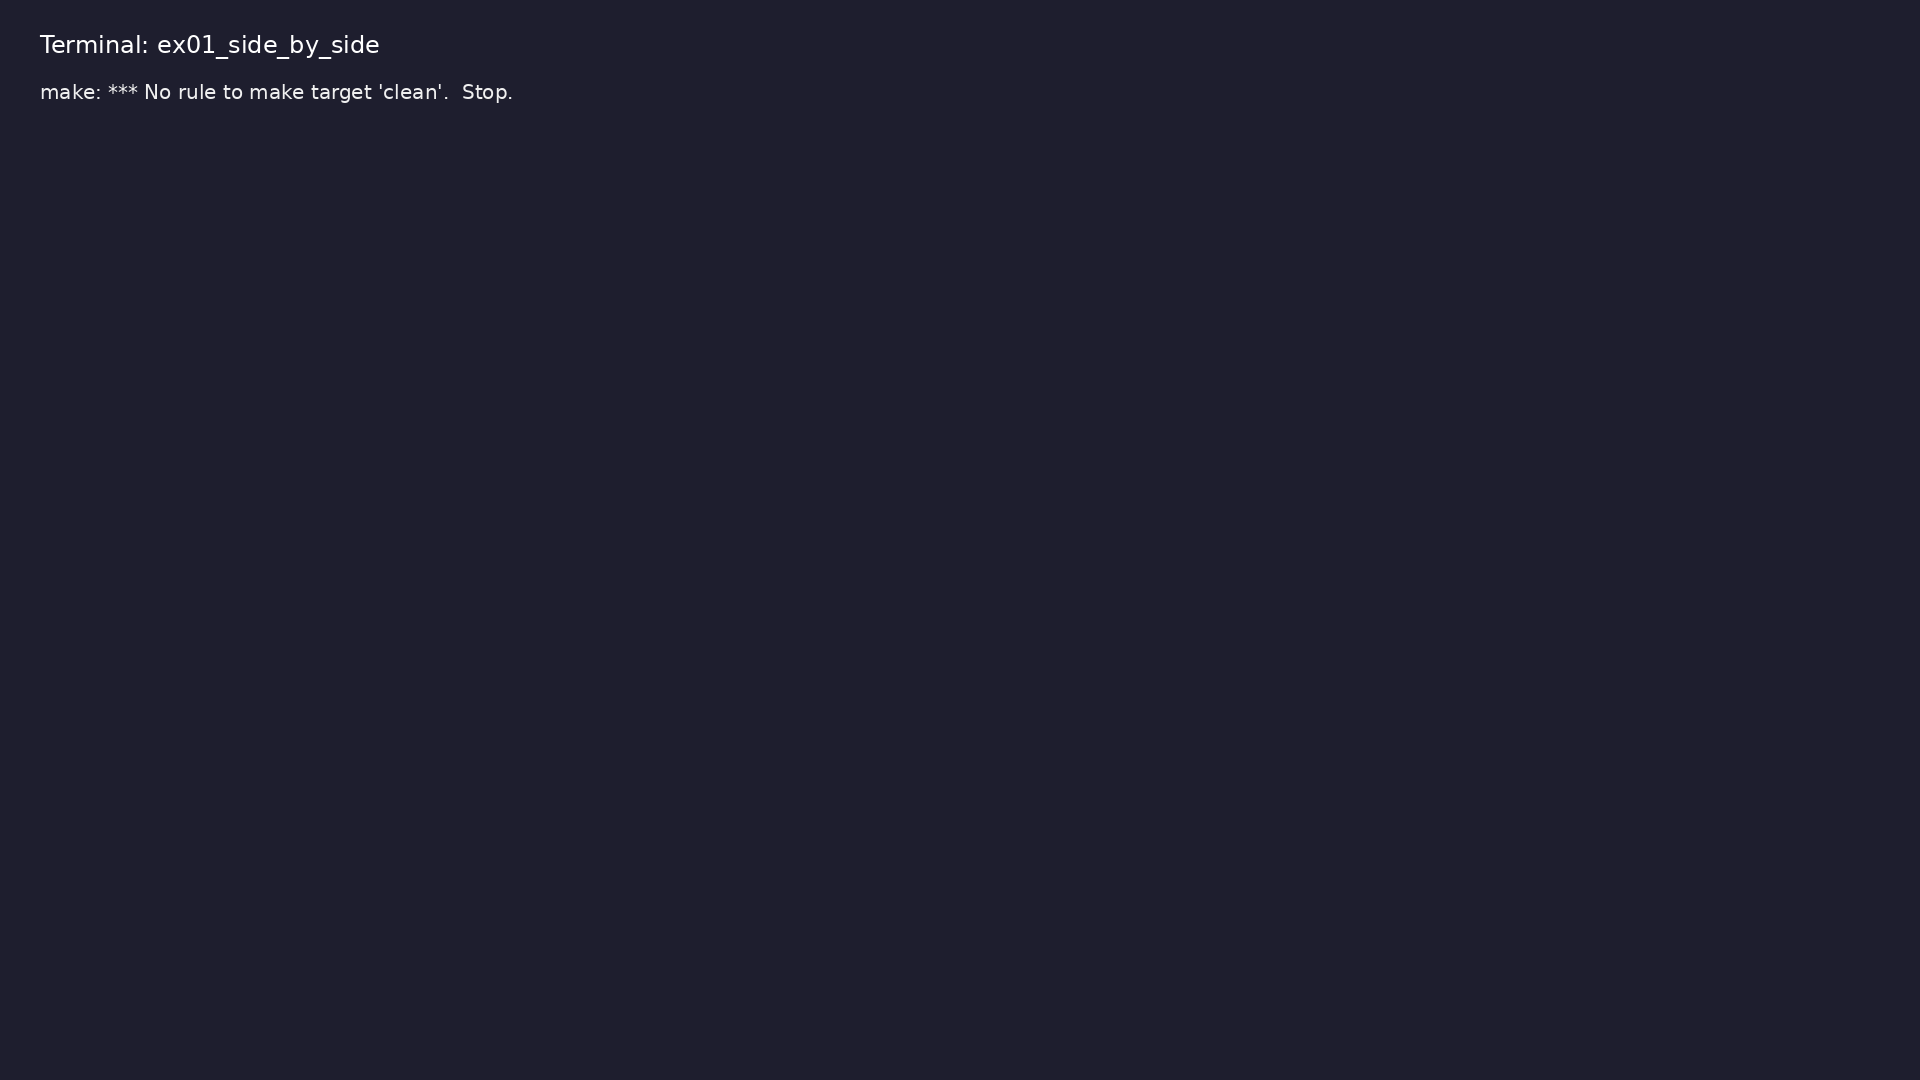 Terminal: ex01_side_by_side
make: *** No rule to make target 'clean'.  Stop.